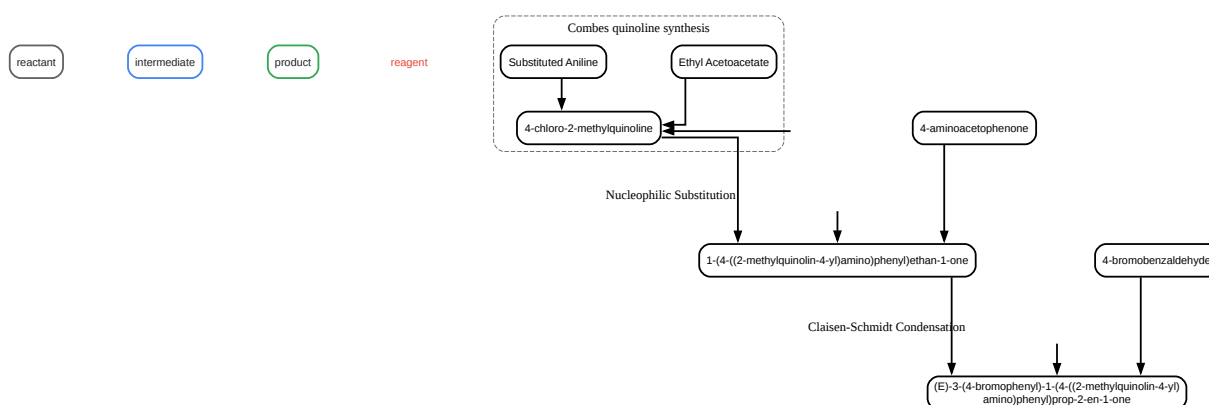 Combes quinoline synthesis
reactant
intermediate
product
reagent
Substituted Aniline
Ethyl Acetoacetate
4-chloro-2-methylquinoline
4-aminoacetophenone
Nucleophilic Substitution
1-(4-((2-methylquinolin-4-yl)amino)phenyl)ethan-1-one
4-bromobenzaldehyde
Claisen-Schmidt Condensation
(E)-3-(4-bromophenyl)-1-(4-((2-methylquinolin-4-yl)
amino)phenyl)prop-2-en-1-one